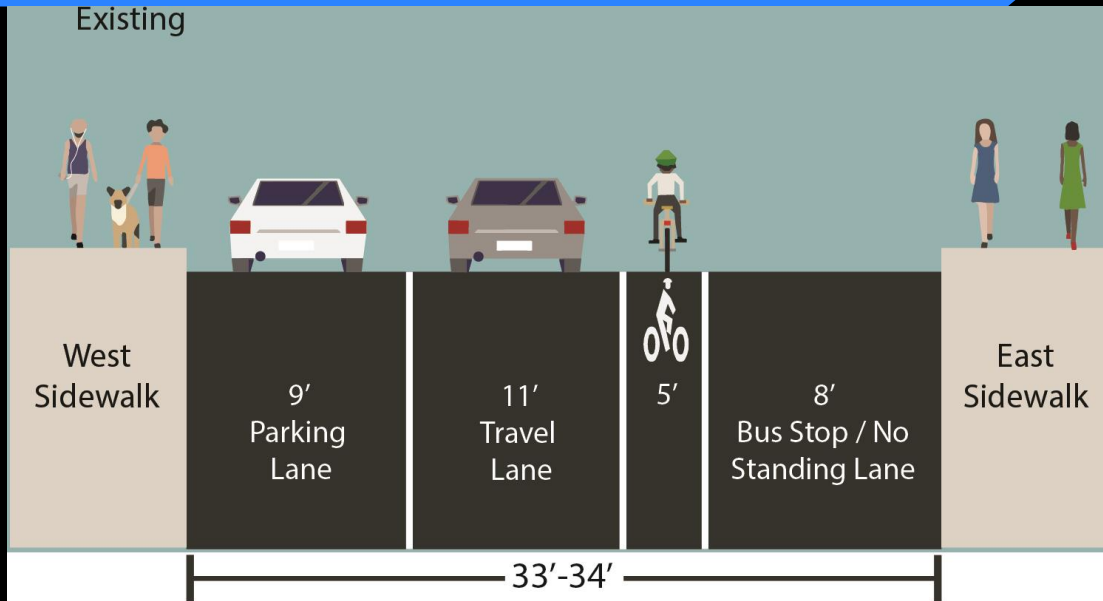 Existing
West
Sidewalk
9′
Parking
Lane
11′
Travel
Lane
5′
8′
Bus Stop / No
Standing Lane
East
Sidewalk
33′-34′